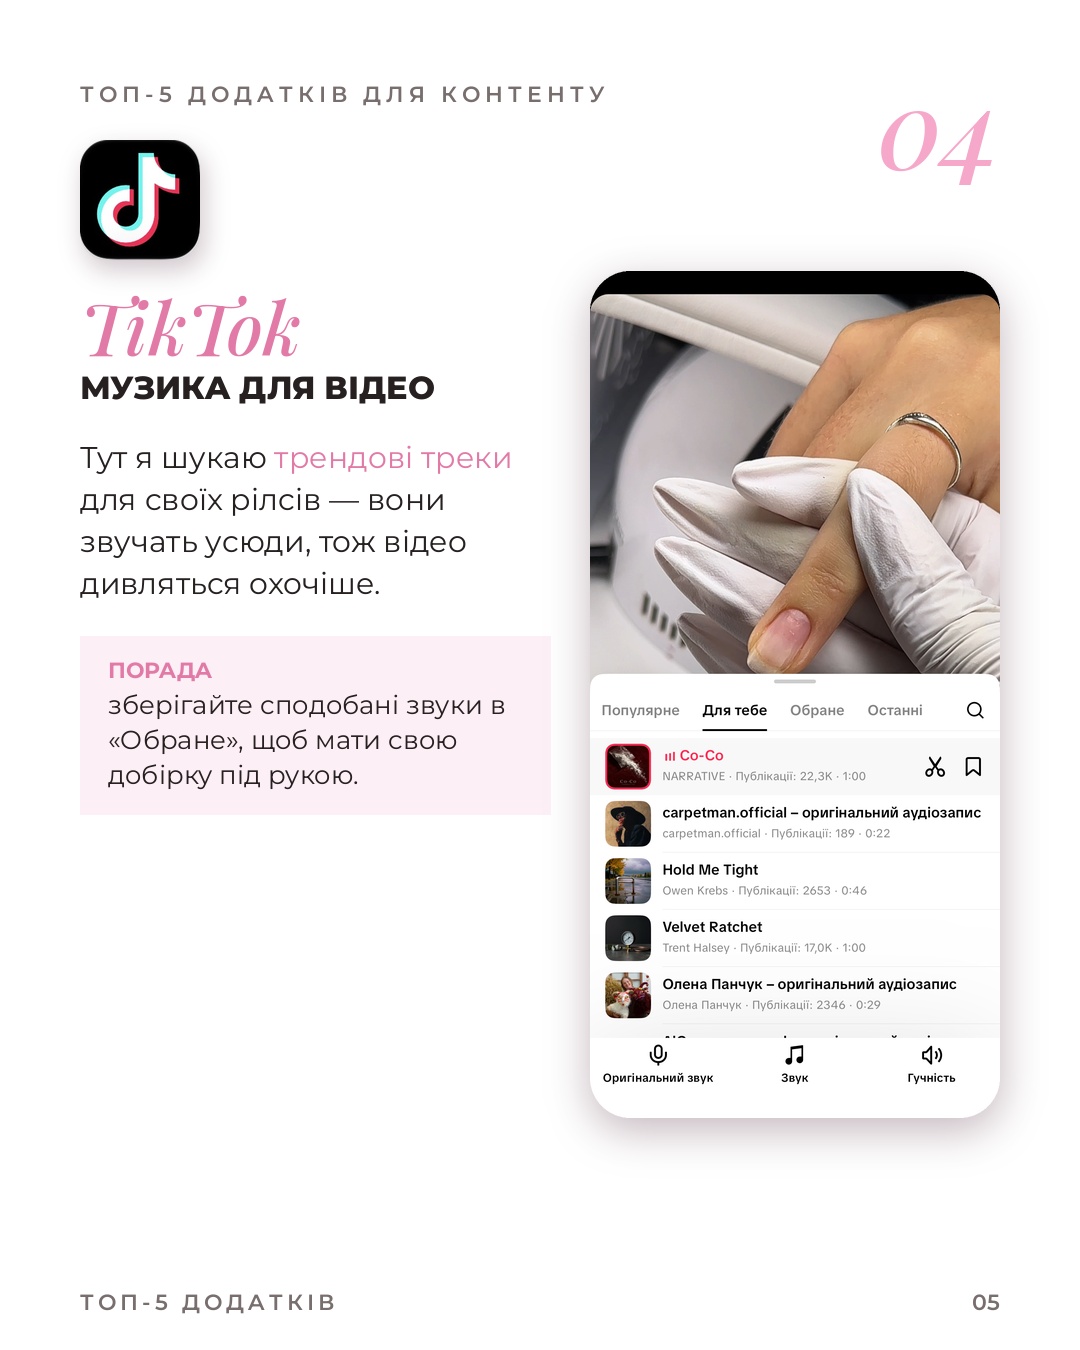 ТОП-5 ДОДАТКІВ ДЛЯ КОНТЕНТУ
04
TikTok
МУЗИКА ДЛЯ ВІДЕО
Тут я шукаю трендові треки
для своїх рілсів — вони
звучать усюди, тож відео
дивляться охочіше.
ПОРАДА
зберігайте сподобані звуки в
«Обране», щоб мати свою
добірку під рукою.
Популярне Для тебе Обране Останні
Co-Co
NARRATIVE · Публікації: 22,3K · 1:00
carpetman.official – оригінальний аудіозапис
carpetman.official · Публікації: 189 · 0:22
Hold Me Tight
Owen Krebs · Публікації: 2653 · 0:46
Velvet Ratchet
Trent Halsey · Публікації: 17,0K · 1:00
Олена Панчук – оригінальний аудіозапис
Олена Панчук · Публікації: 2346 · 0:29
Оригінальний звук Звук Гучність
ТОП-5 ДОДАТКІВ
05